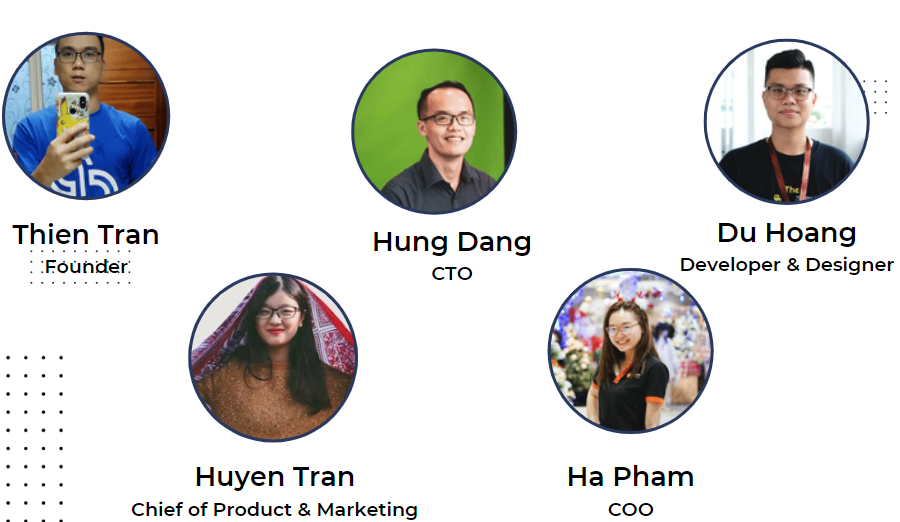 Thien Tran
Founder
Hung Dang
CTO
Du Hoang
Developer & Designer
Huyen Tran
Chief of Product & Marketing
Ha Pham
COO